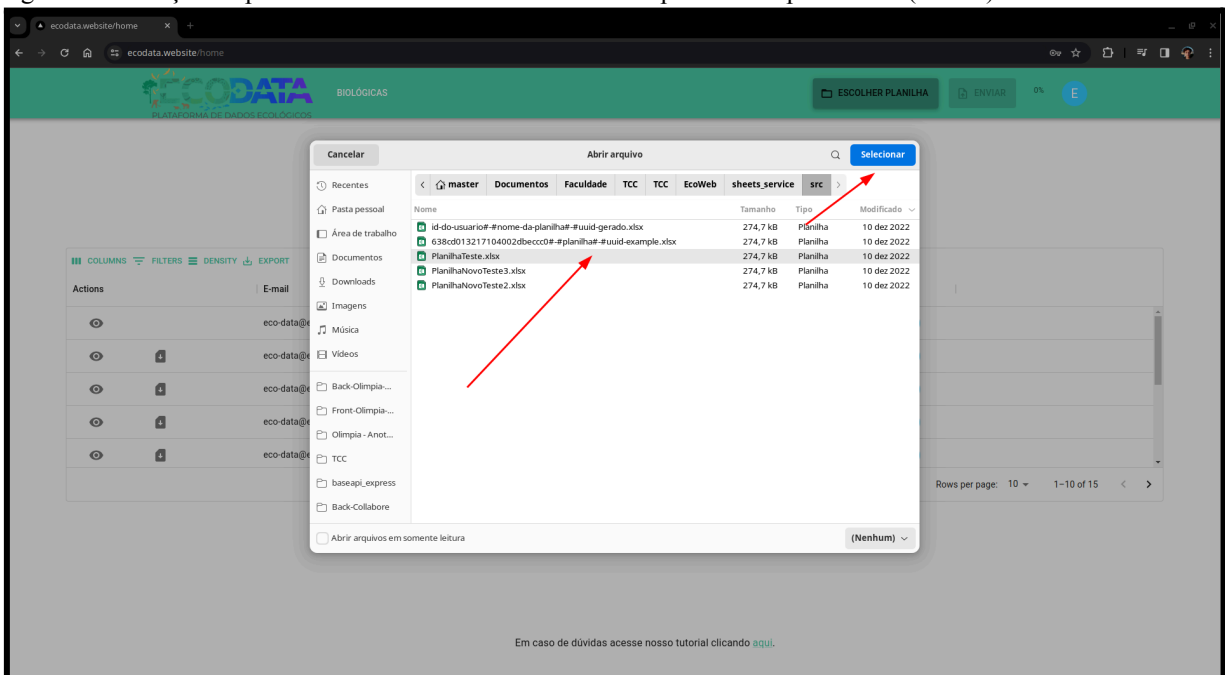 ecodata.website/home
ecodata.website/home
ECODATA
PLATAFORMA DE DADOS ECOLÓGICOS
BIOLÓGICAS
ESCOLHER PLANILHA
ENVIAR
0%
E
Cancelar
Abrir arquivo
Selecionar
Recentes
Pasta pessoal
Área de trabalho
Documentos
Downloads
Imagens
Música
Vídeos
Back-Olimpia-...
Front-Olimpia-...
Olimpia - Anot...
TCC
baseapi_express
Back-Collabore
master Documentos Faculdade TCC TCC EcoWeb sheets_service src
Nome Tamanho Tipo Modificado
id-do-usuario#-#nome-da-planilha#-#uuid-gerado.xlsx 274,7 kB Planilha 10 dez 2022
638cd013217104002dbeccc0#-#planilha#-#uuid-example.xlsx 274,7 kB Planilha 10 dez 2022
PlanilhaTeste.xlsx 274,7 kB Planilha 10 dez 2022
PlanilhaNovoTeste3.xlsx 274,7 kB Planilha 10 dez 2022
PlanilhaNovoTeste2.xlsx 274,7 kB Planilha 10 dez 2022
Abrir arquivos em somente leitura
(Nenhum)
COLUMNS FILTERS DENSITY EXPORT
Actions E-mail
eco-data@e
eco-data@e
eco-data@e
eco-data@e
eco-data@e
Rows per page: 10 1–10 of 15
Em caso de dúvidas acesse nosso tutorial clicando aqui.